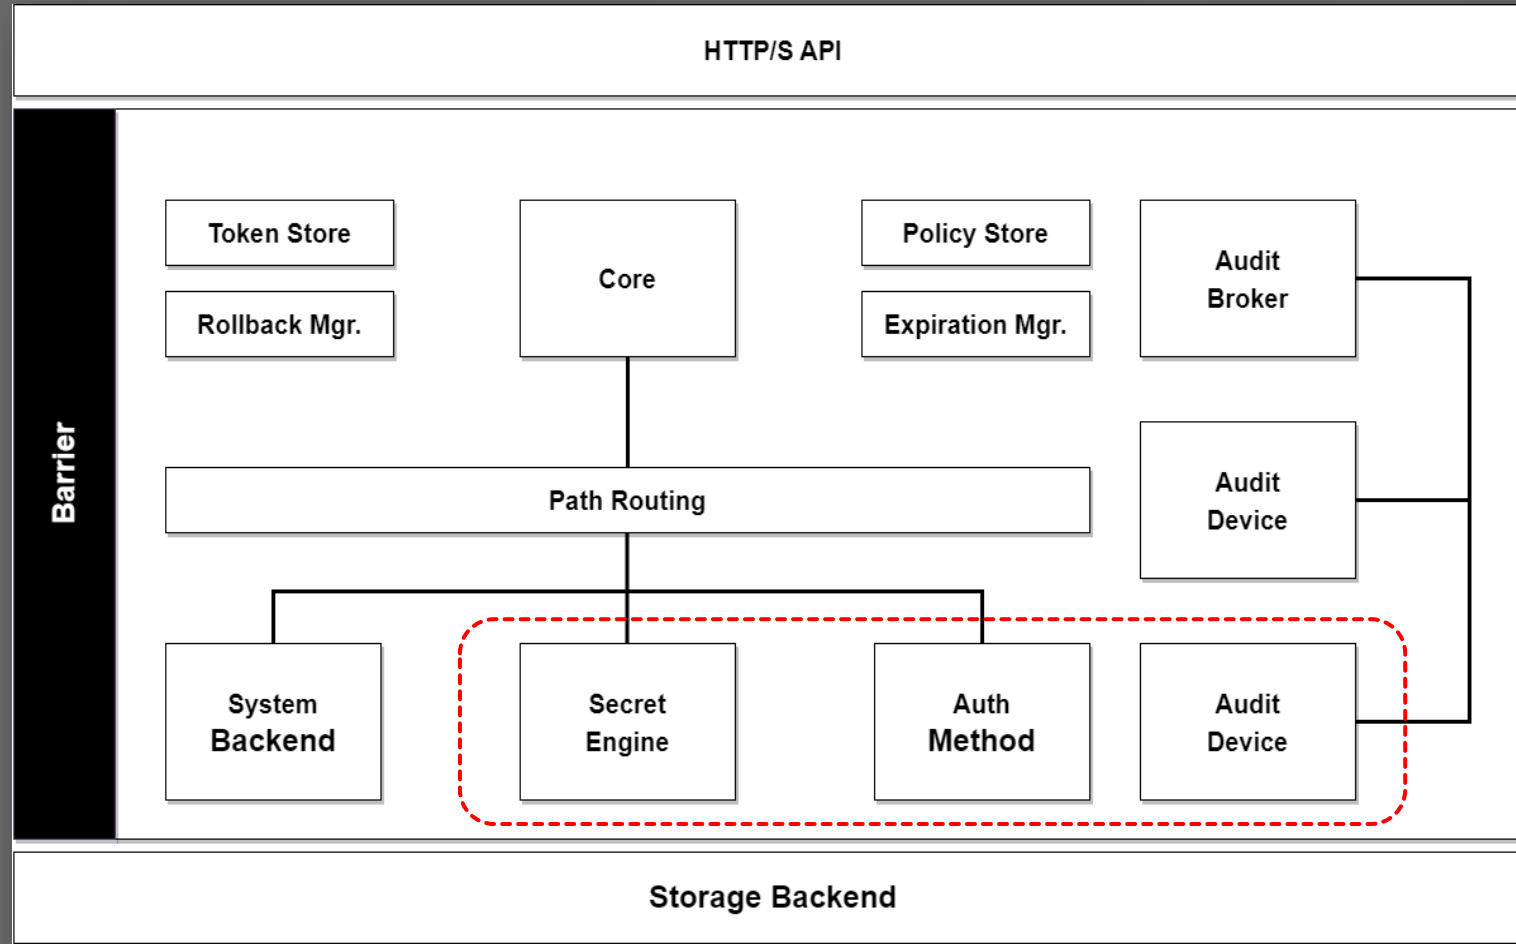 HTTP/S API
Barrier
Token Store
Rollback Mgr.
Core
Policy Store
Expiration Mgr.
Audit
Broker
Audit
Device
Path Routing
System
Backend
Secret
Engine
Auth
Method
Audit
Device
Storage Backend